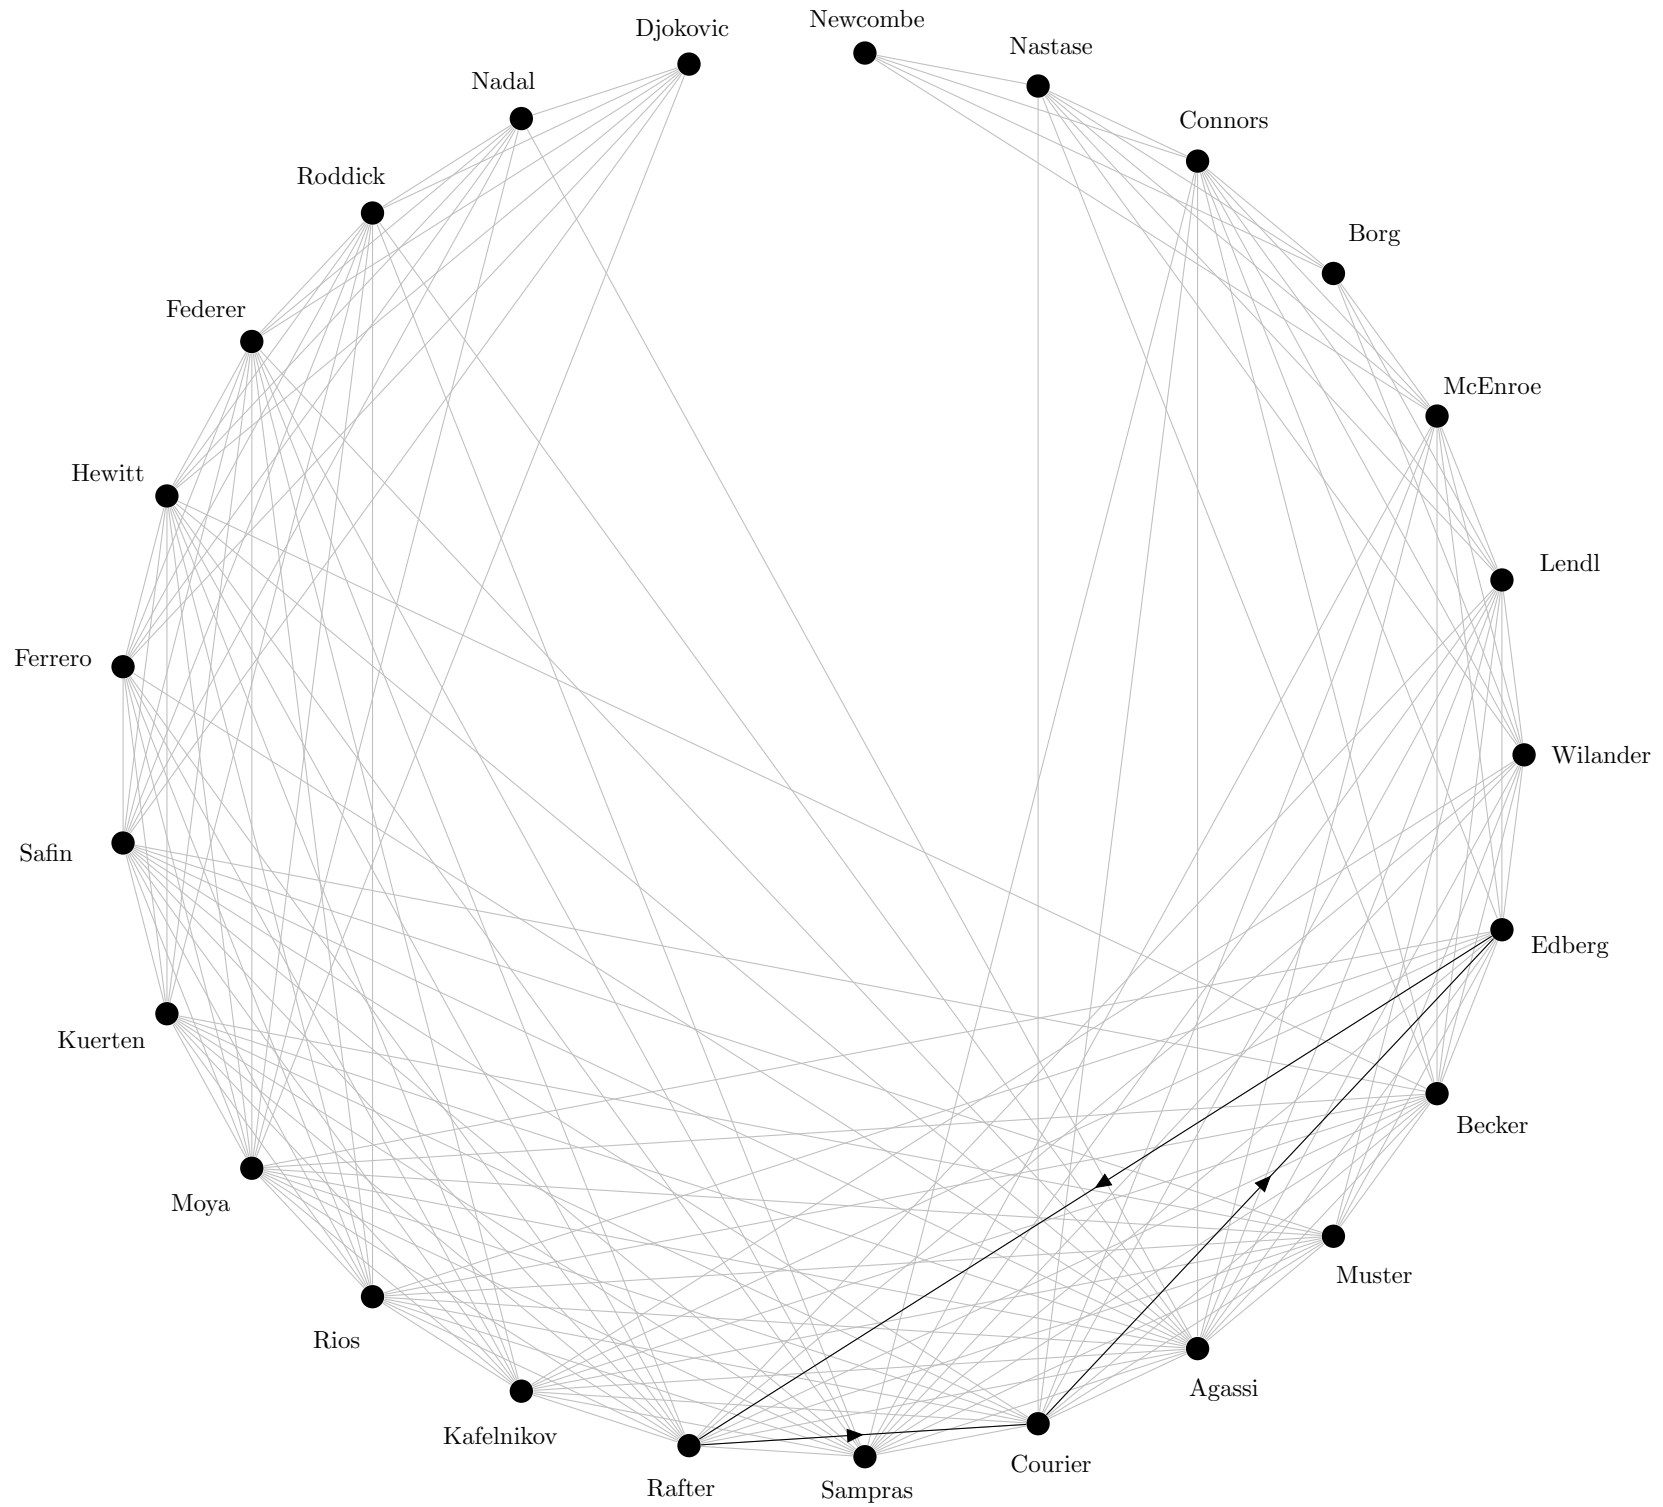 Newcombe
Djokovic
Nastase
Nadal
Connors
Roddick
Borg
Federer
McEnroe
Hewitt
Lendl
Ferrero
Wilander
Safin
Edberg
Kuerten
Becker
Moya
Muster
Rios
Agassi
Kafelnikov
Courier
Rafter
Sampras